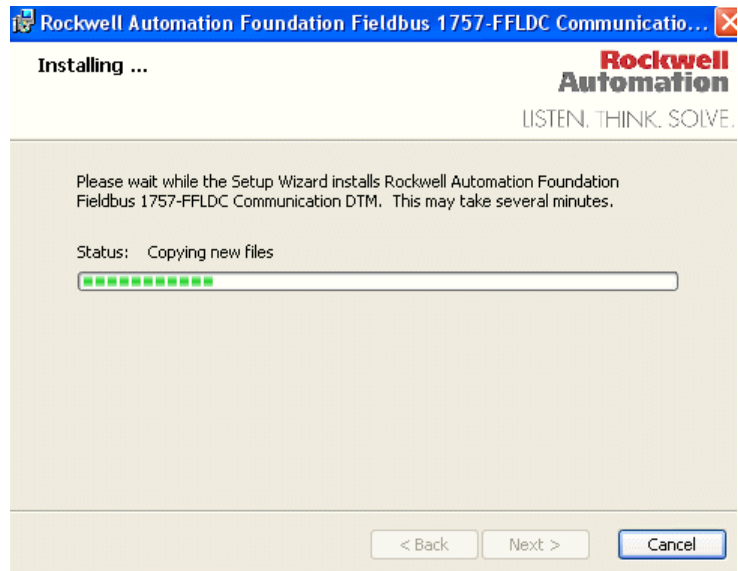 Rockwell Automation Foundation Fieldbus 1757-FFLDC Communicatio...
Installing ...
Rockwell
Automation
LISTEN. THINK. SOLVE.
Please wait while the Setup Wizard installs Rockwell Automation Foundation
Fieldbus 1757-FFLDC Communication DTM. This may take several minutes.
Status: Copying new files
< Back
Next >
Cancel